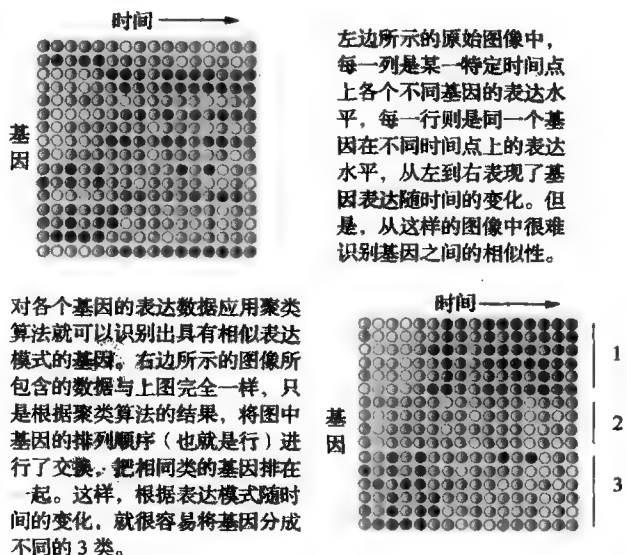 时间
基
因
左边所示的原始图像中，
每一列是某一特定时间点
上各个不同基因的表达水
平，每一行则是同一个基
因在不同时间点上的表达
水平，从左到右表现了基
因表达随时间的变化。但
是，从这样的图像中很难
识别基因之间的相似性。
对各个基因的表达数据应用聚类
算法就可以识别出具有相似表达
模式的基因。右边所示的图像所
包含的数据与上图完全一样，只
是根据聚类算法的结果，将图中
基因的排列顺序（也就是行）进
行了交换，把相同类的基因排在
一起。这样，根据表达模式随时
间的变化，就很容易将基因分成
不同的3类。
时间
基
因
1
2
3